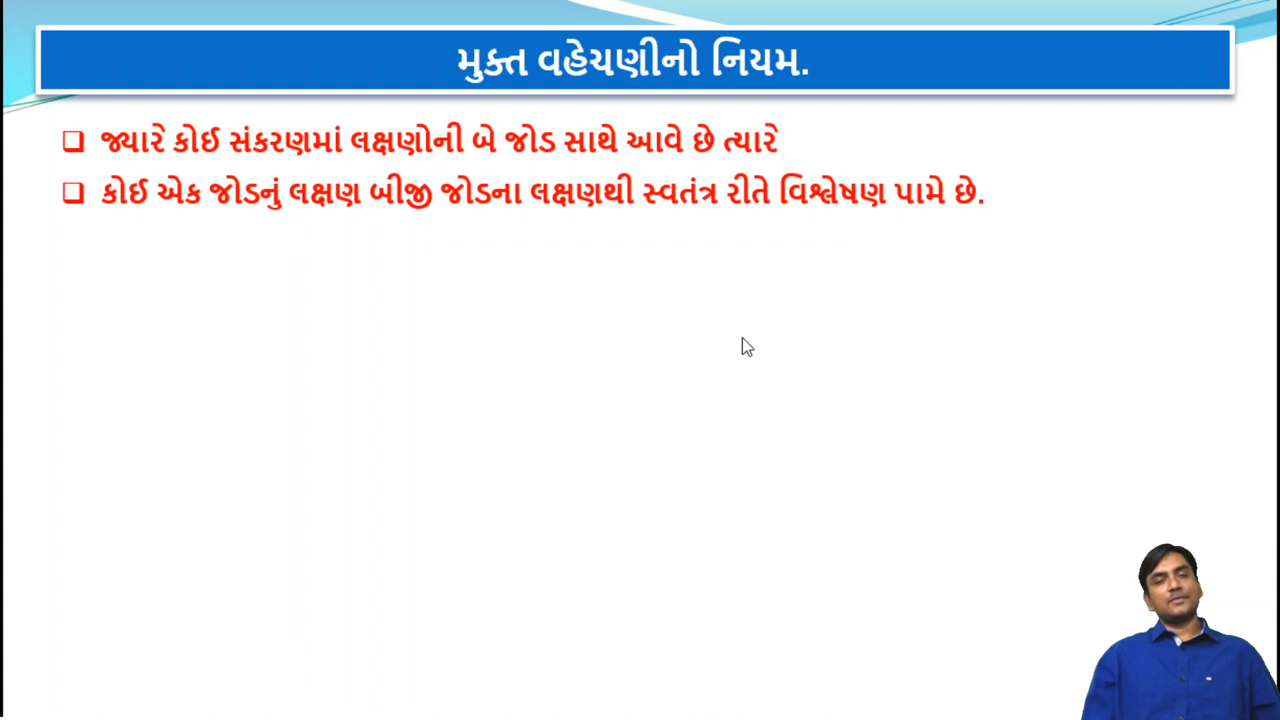 મુક્ત વહેચણીનો નિયમ.
જ્યારે કોઈ સંકરણમાં લક્ષણોની બે જોડ સાથે આવે છે ત્યારે
કોઈ એક જોડનું લક્ષણ બીજી જોડના લક્ષણથી સ્વતંત્ર રીતે વિશ્લેષણ પામે છે.